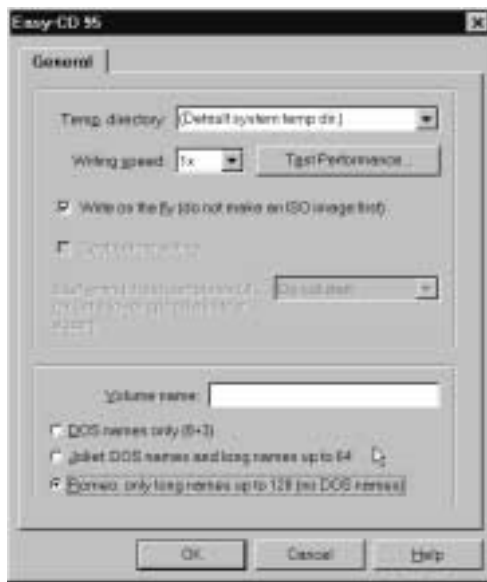 Easy-CD 95
General
Temp. directory: (Default system temp dir.)
Writing speed: 1x Test Performance...
Write on the fly (do not make an ISO image first)
Do not
Volume name:
DOS names only (8+3)
Joliet: DOS names and long names up to 64
Romeo: only long names up to 128 (no DOS names)
OK Cancel Help